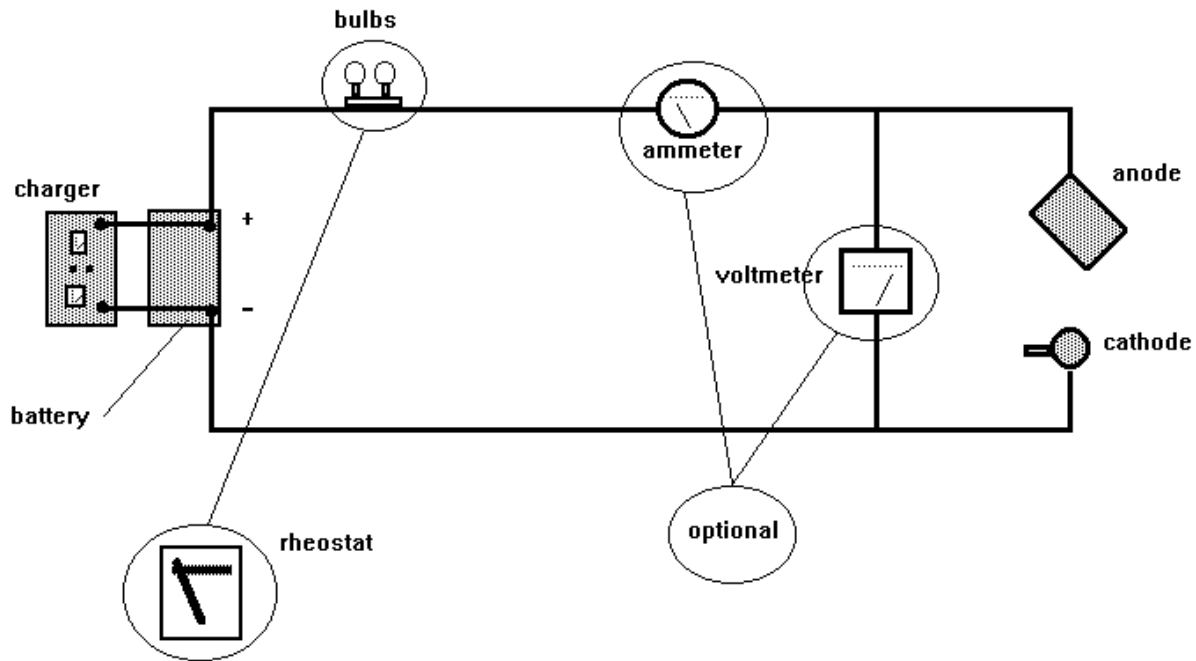 bulbs
ammeter
anode
charger
+
voltmeter
-
cathode
battery
optional
rheostat